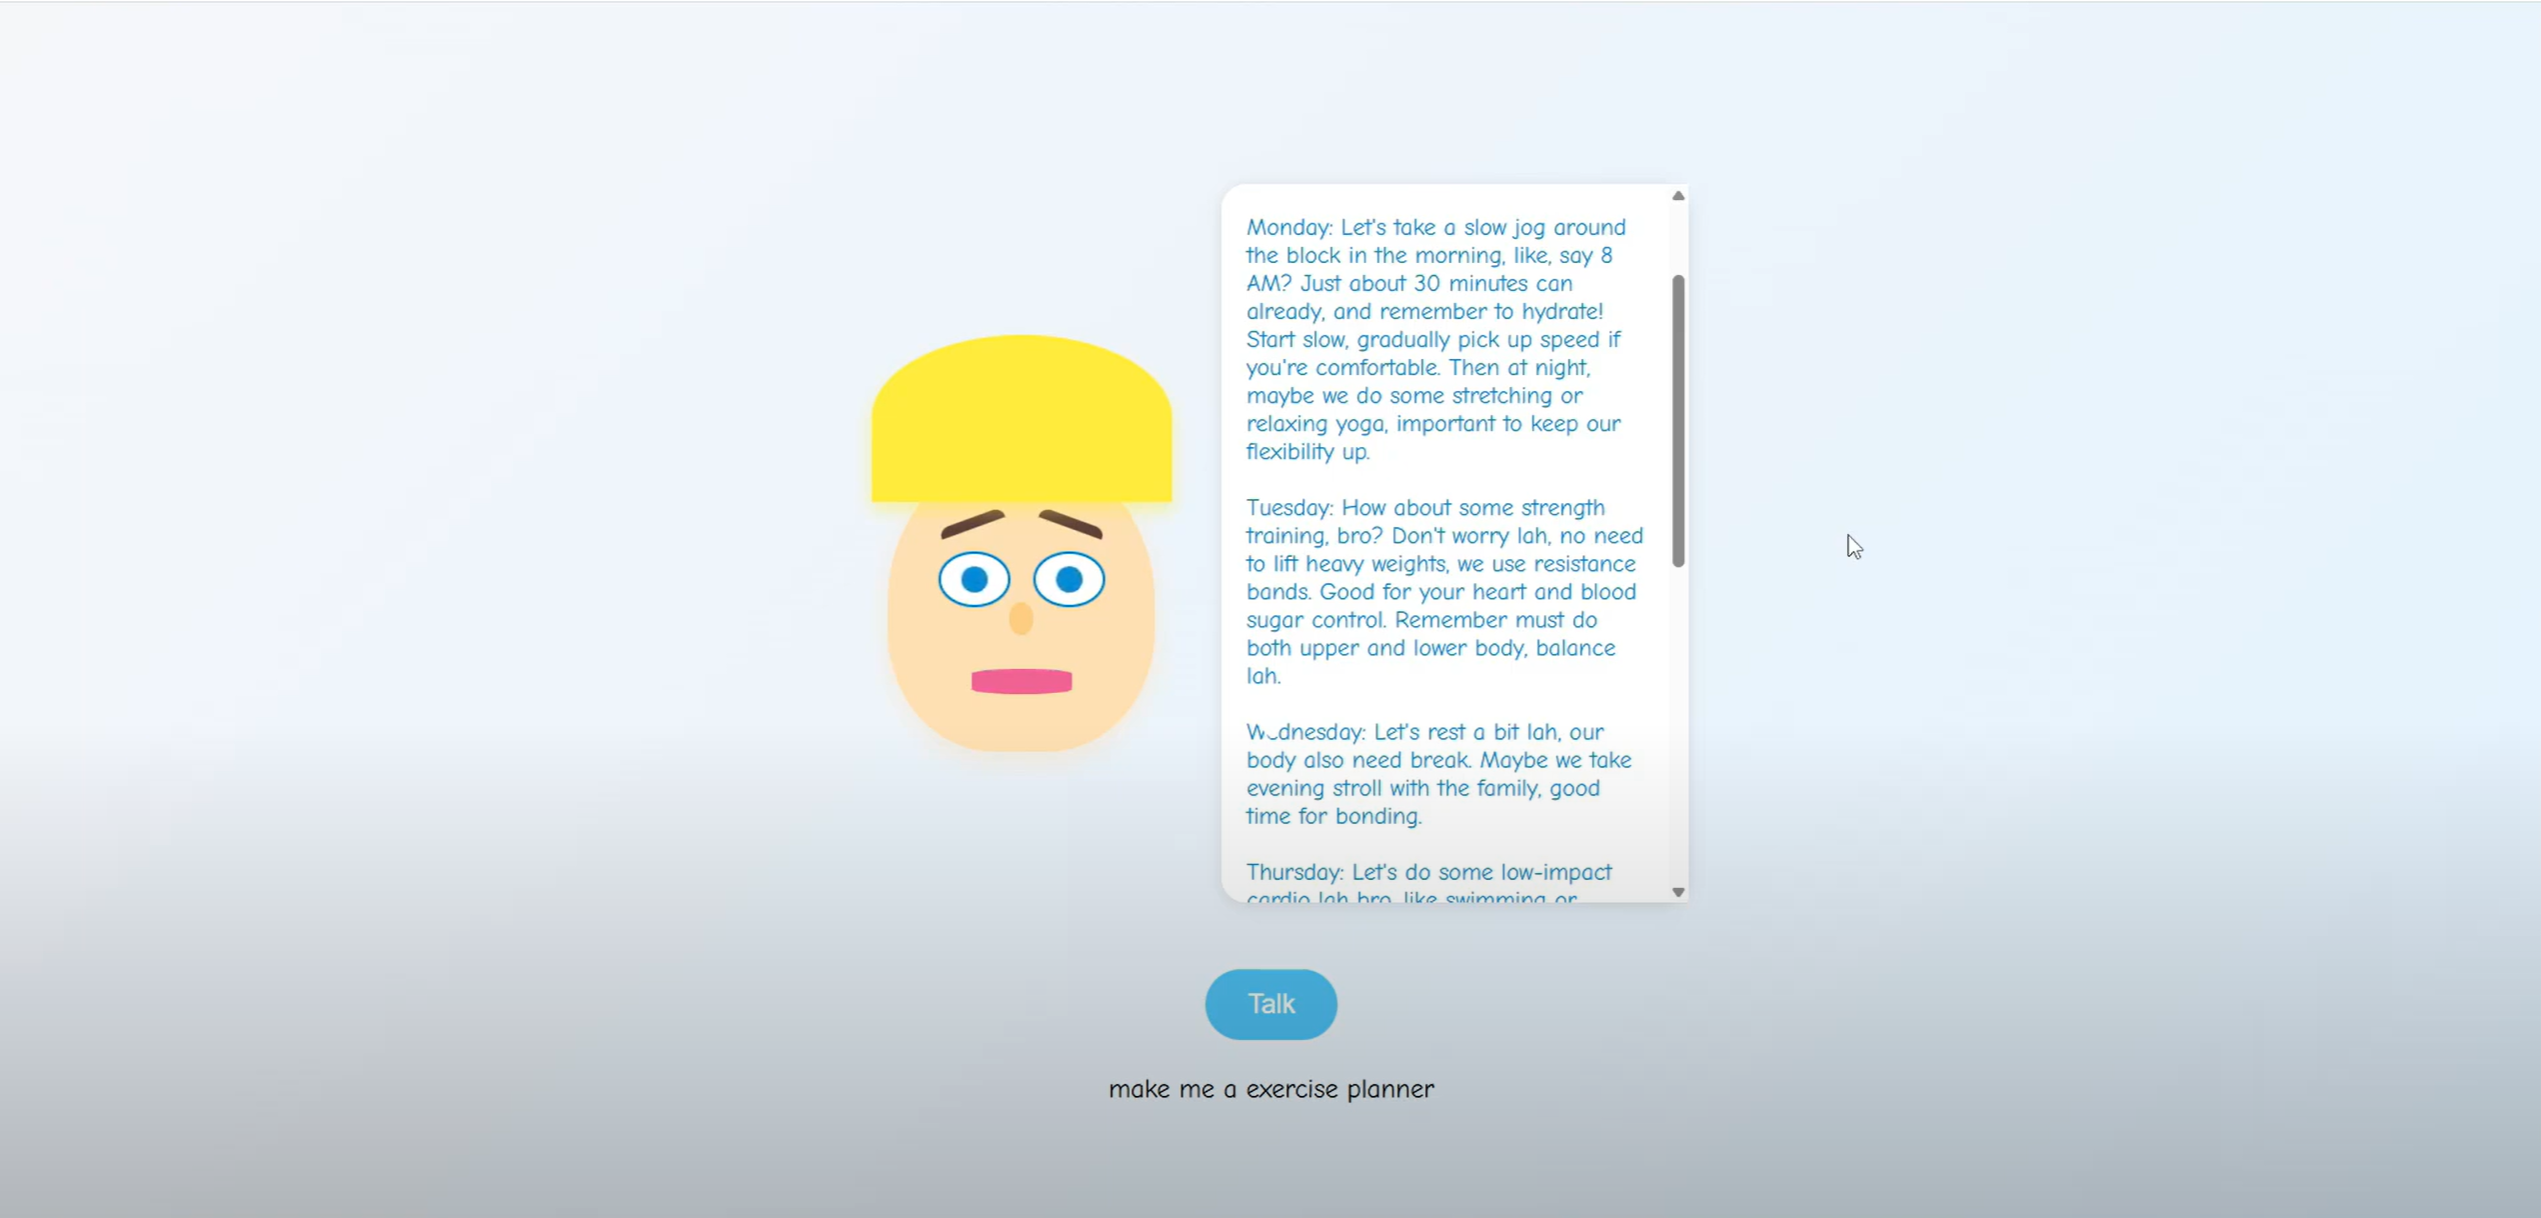 Monday: Let's take a slow jog around
the block in the morning, like, say 8
AM? Just about 30 minutes can
already, and remember to hydrate!
Start slow, gradually pick up speed if
you're comfortable. Then at night,
maybe we do some stretching or
relaxing yoga, important to keep our
flexibility up.
Tuesday: How about some strength
training, bro? Don't worry lah, no need
to lift heavy weights, we use resistance
bands. Good for your heart and blood
sugar control. Remember must do
both upper and lower body, balance
lah.
Wednesday: Let's rest a bit lah, our
body also need break. Maybe we take
evening stroll with the family, good
time for bonding.
Thursday: Let's do some low-impact
cardio lah bro, like swimming or
Talk
make me a exercise planner